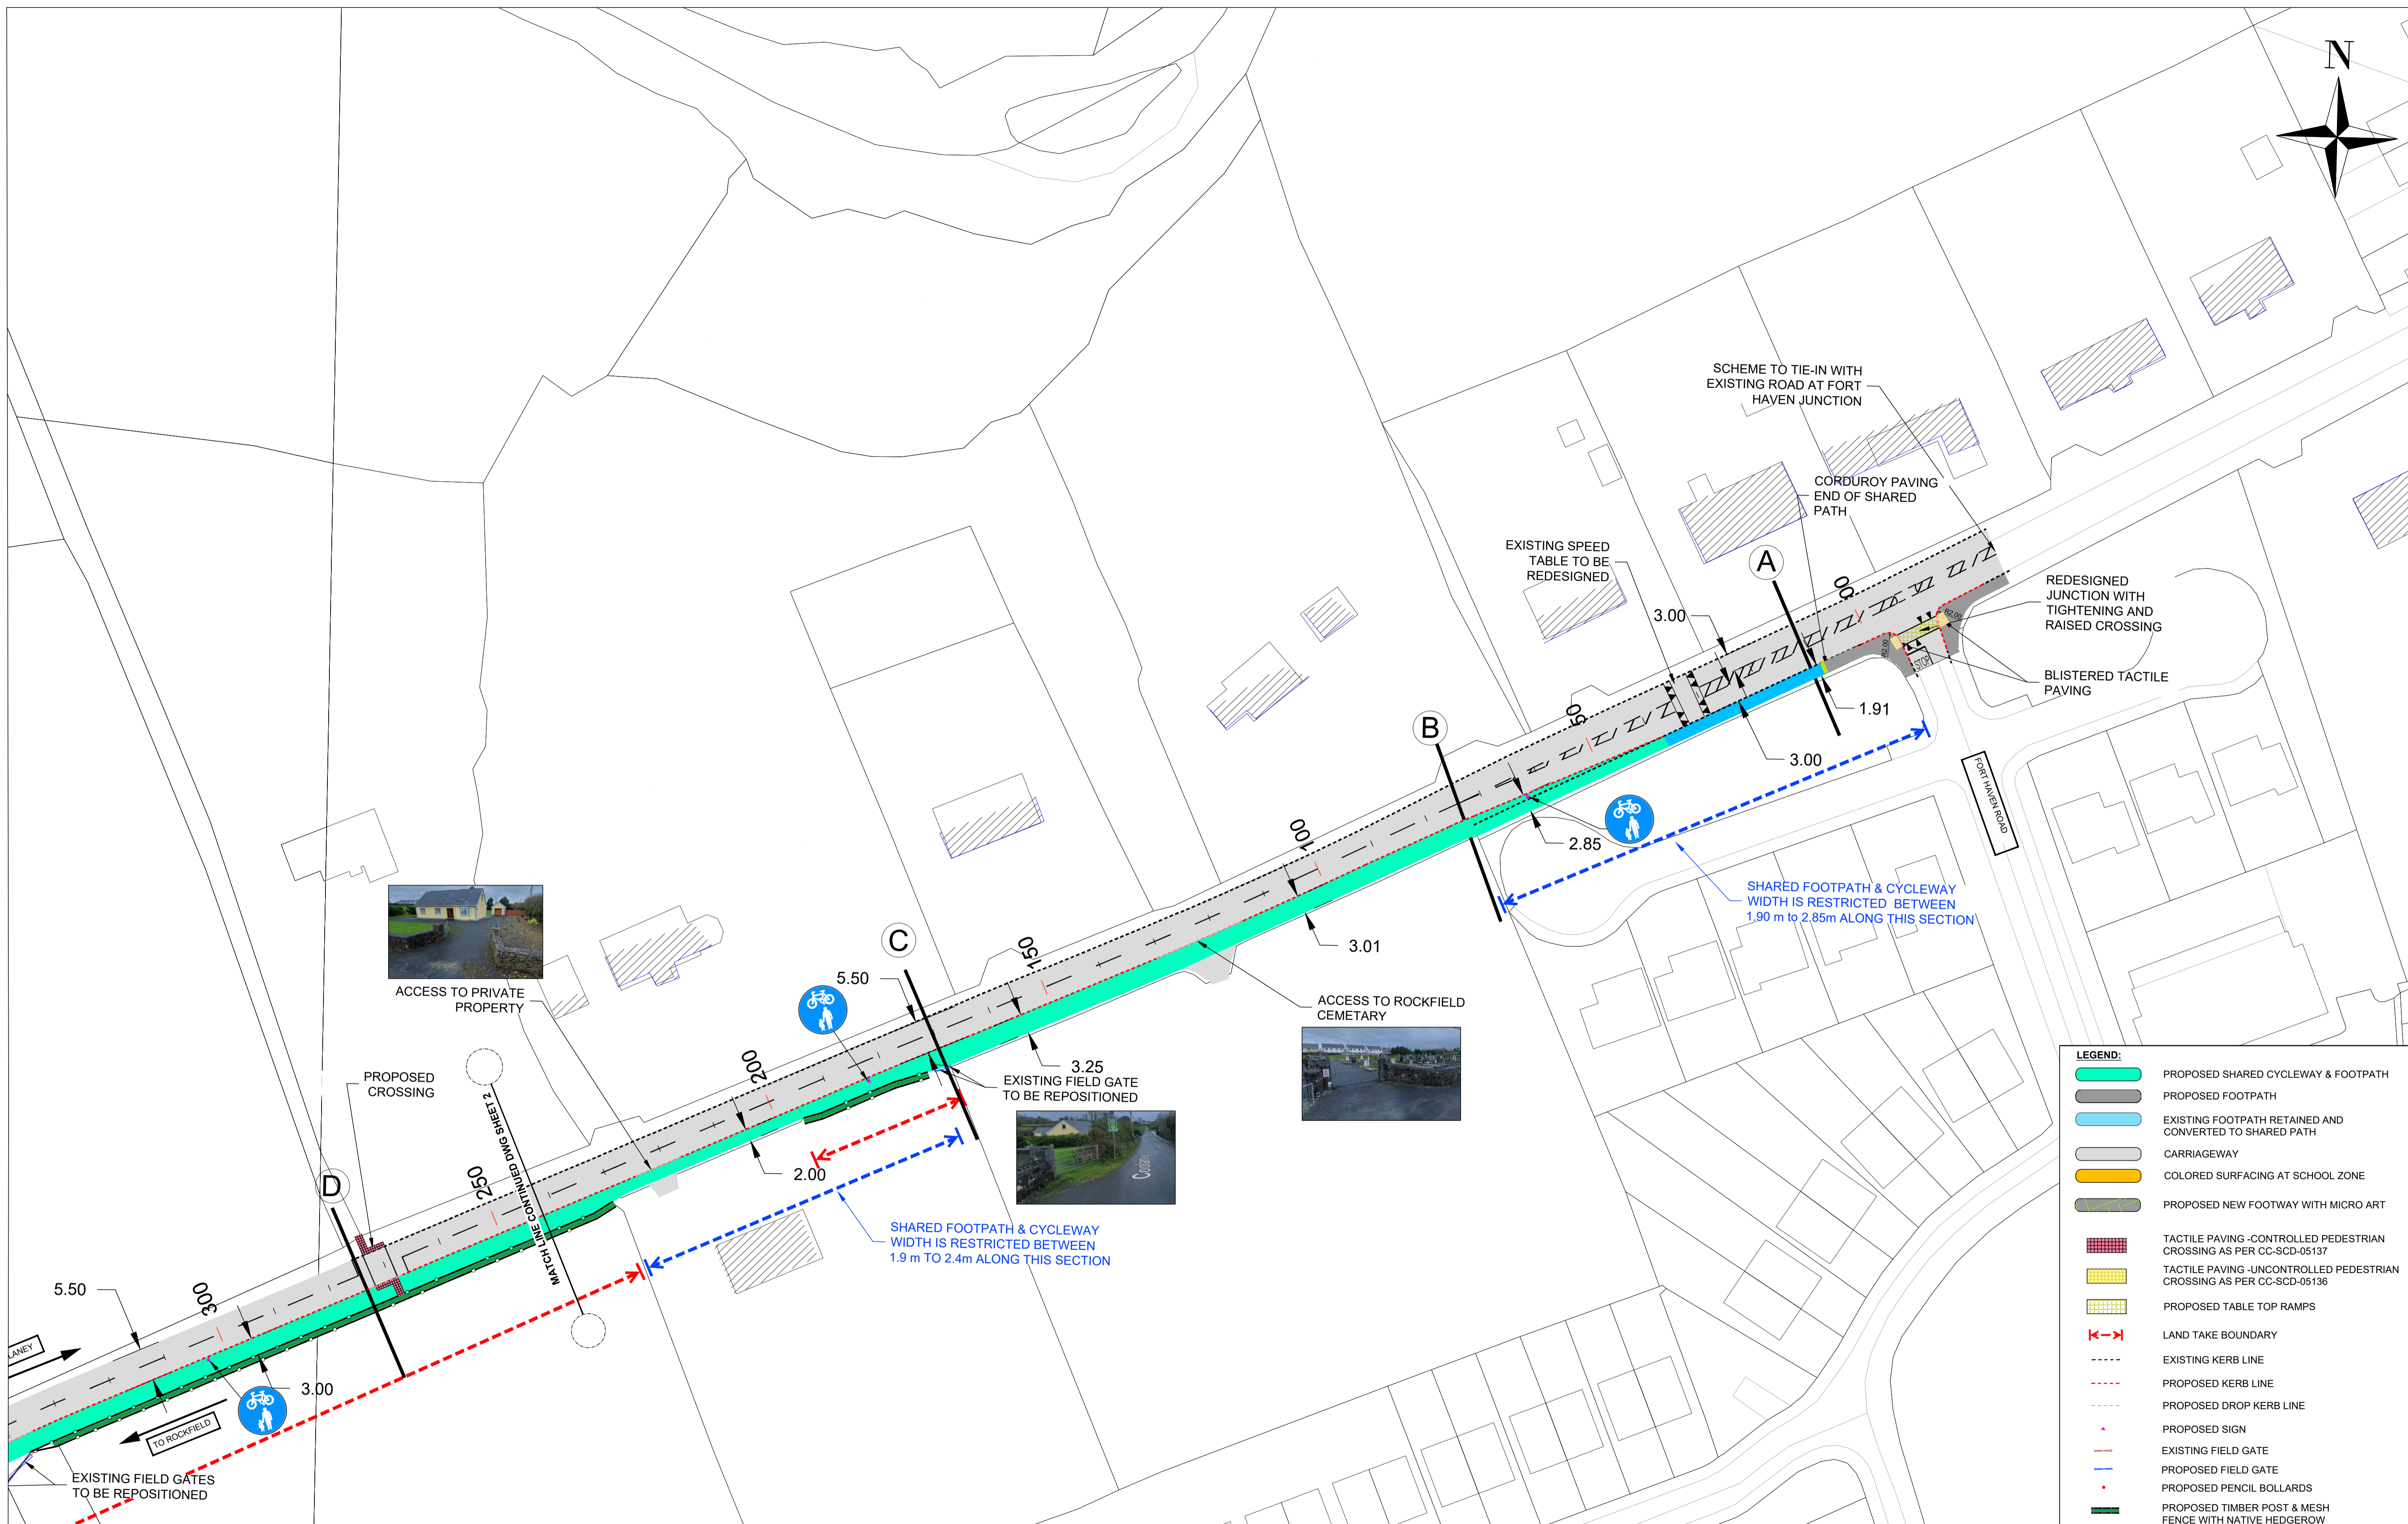 N
SCHEME TO TIE-IN WITH
EXISTING ROAD AT FORT
HAVEN JUNCTION
CORDUROY PAVING
END OF SHARED
PATH
EXISTING SPEED
TABLE TO BE
REDESIGNED
A
00
3.00
REDESIGNED
JUNCTION WITH
TIGHTENING AND
RAISED CROSSING
R2.00
R2.00
STOP
BLISTERED TACTILE
PAVING
1.91
50
B
3.00
FORT HAVEN ROAD
2.85
100
SHARED FOOTPATH & CYCLEWAY
WIDTH IS RESTRICTED BETWEEN
1.90 m to 2.85m ALONG THIS SECTION
3.01
C
150
5.50
ACCESS TO PRIVATE
PROPERTY
ACCESS TO ROCKFIELD
CEMETARY
3.25
EXISTING FIELD GATE
TO BE REPOSITIONED
200
PROPOSED
CROSSING
MATCH LINE CONTINUED DWG SHEET 2
2.00
250
D
SHARED FOOTPATH & CYCLEWAY
WIDTH IS RESTRICTED BETWEEN
1.9 m TO 2.4m ALONG THIS SECTION
5.50
300
LANEY
3.00
TO ROCKFIELD
EXISTING FIELD GATES
TO BE REPOSITIONED
LEGEND:
PROPOSED SHARED CYCLEWAY & FOOTPATH
PROPOSED FOOTPATH
EXISTING FOOTPATH RETAINED AND
CONVERTED TO SHARED PATH
CARRIAGEWAY
COLORED SURFACING AT SCHOOL ZONE
PROPOSED NEW FOOTWAY WITH MICRO ART
TACTILE PAVING -CONTROLLED PEDESTRIAN
CROSSING AS PER CC-SCD-05137
TACTILE PAVING -UNCONTROLLED PEDESTRIAN
CROSSING AS PER CC-SCD-05136
PROPOSED TABLE TOP RAMPS
LAND TAKE BOUNDARY
EXISTING KERB LINE
PROPOSED KERB LINE
PROPOSED DROP KERB LINE
PROPOSED SIGN
EXISTING FIELD GATE
PROPOSED FIELD GATE
PROPOSED PENCIL BOLLARDS
PROPOSED TIMBER POST & MESH
FENCE WITH NATIVE HEDGEROW